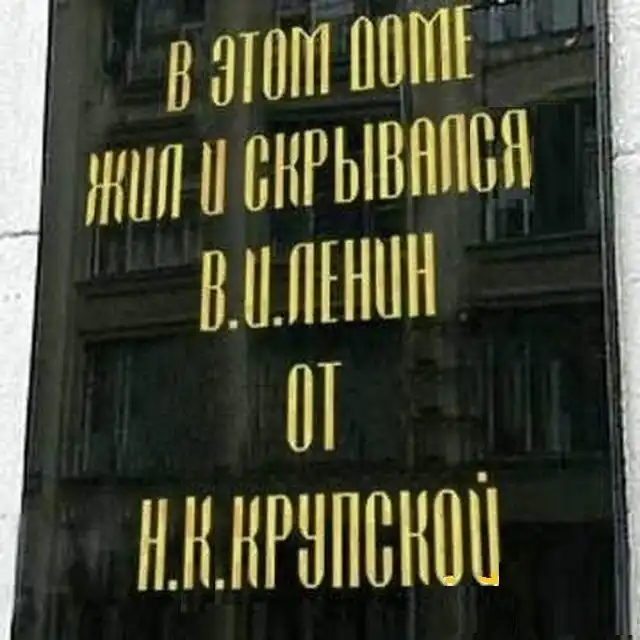 В ЭТОМ ДОМЕ
ЖИЛ И СКРЫВАЛСЯ
В.И.ЛЕНИН
ОТ
Н.К.КРУПСКОЙ